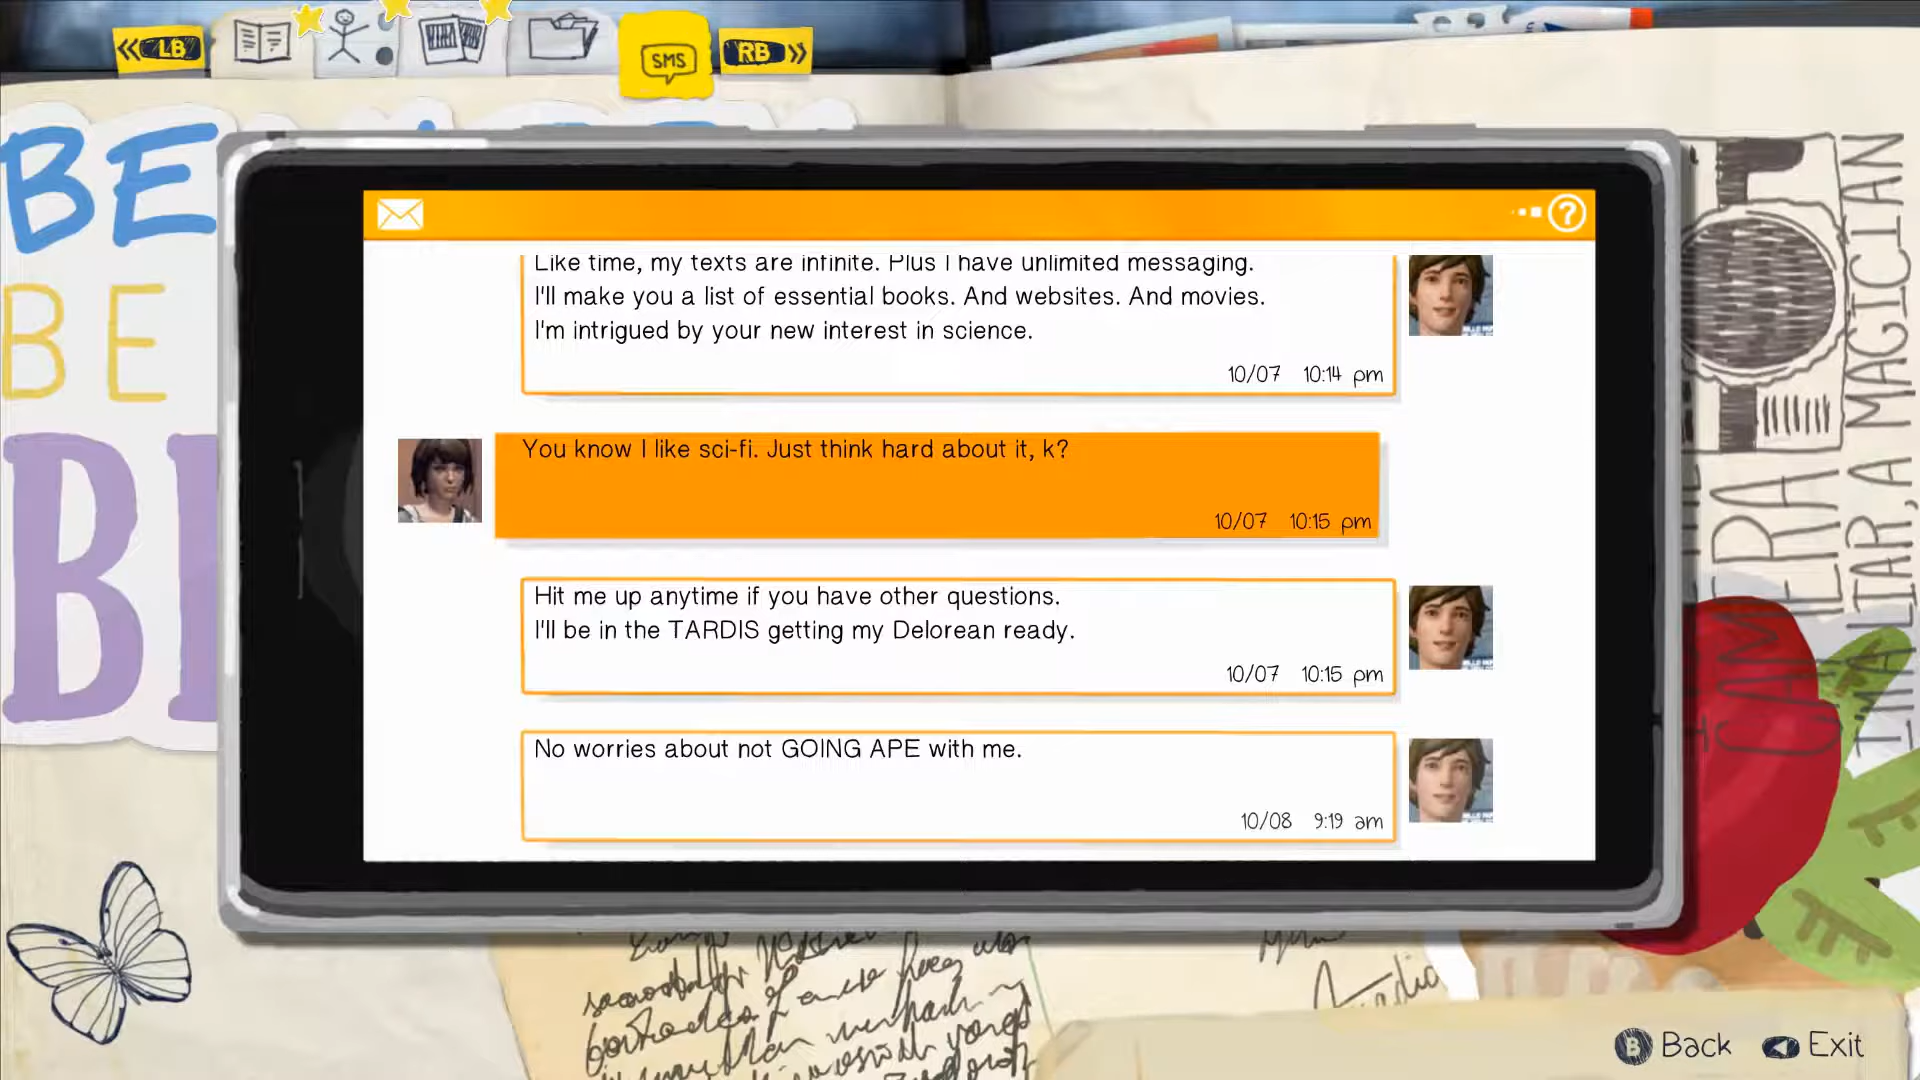 LB
SMS
RB
BE
BE
Like time, my texts are infinite. Plus I have unlimited messaging.
I'll make you a list of essential books. And websites. And movies.
I'm intrigued by your new interest in science.
10/07 10:14 pm
You know I like sci-fi. Just think hard about it, k?
10/07 10:15 pm
Hit me up anytime if you have other questions.
I'll be in the TARDIS getting my Delorean ready.
10/07 10:15 pm
No worries about not GOING APE with me.
10/08 9:19 am
CAMERA
I'M A LIAR, A MAGICIAN
B Back
Exit